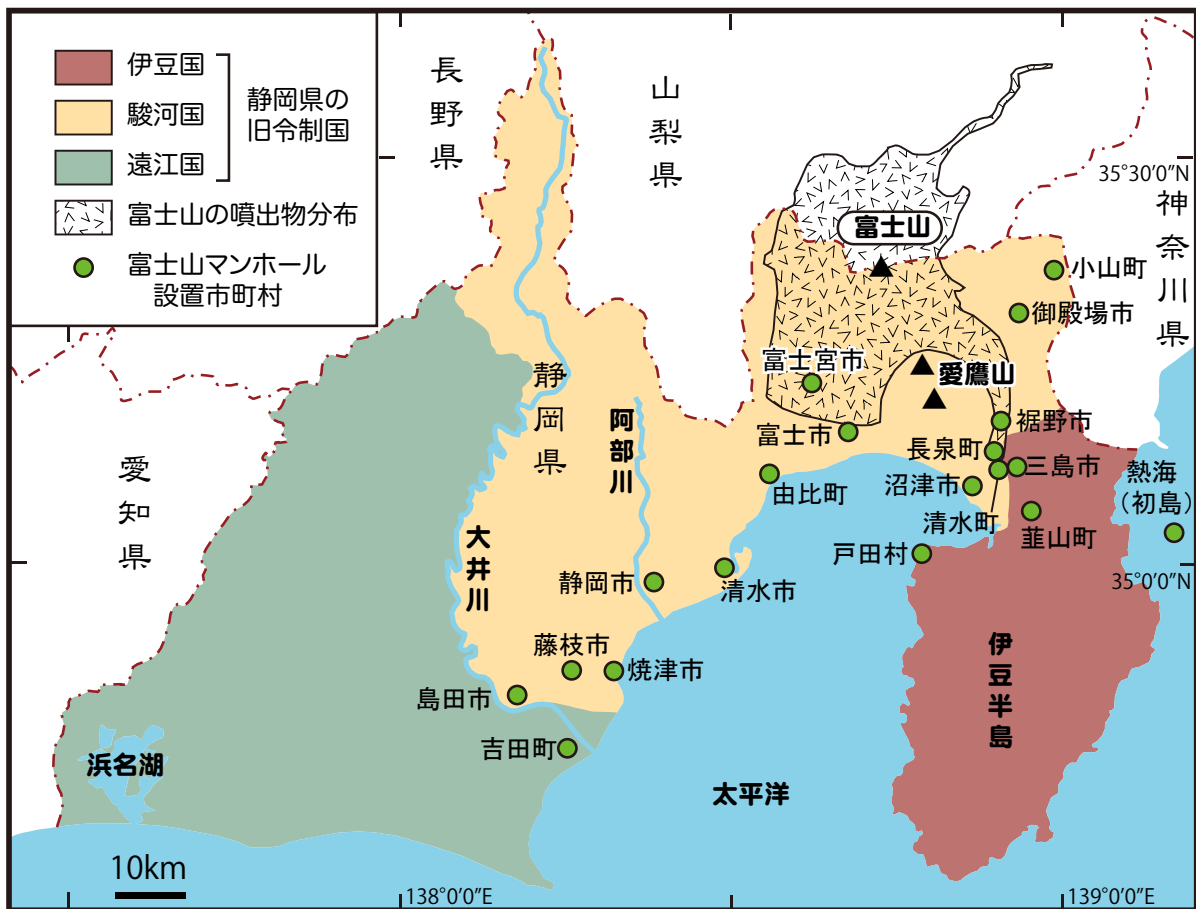 伊豆国
駿河国
遠江国
静岡県の
旧令制国
富士山の噴出物分布
富士山マンホール
設置市町村
長野県
山梨県
35°30'0"N
神奈川県
富士山
小山町
御殿場市
富士宮市
愛鷹山
静岡県
阿部川
裾野市
富士市
長泉町
愛知県
三島市
熱海
(初島)
由比町
沼津市
清水町
韮山町
大井川
戸田村
静岡市
清水市
35°0'0"N
藤枝市
焼津市
伊豆半島
島田市
吉田町
浜名湖
太平洋
10km
138°0'0"E
139°0'0"E